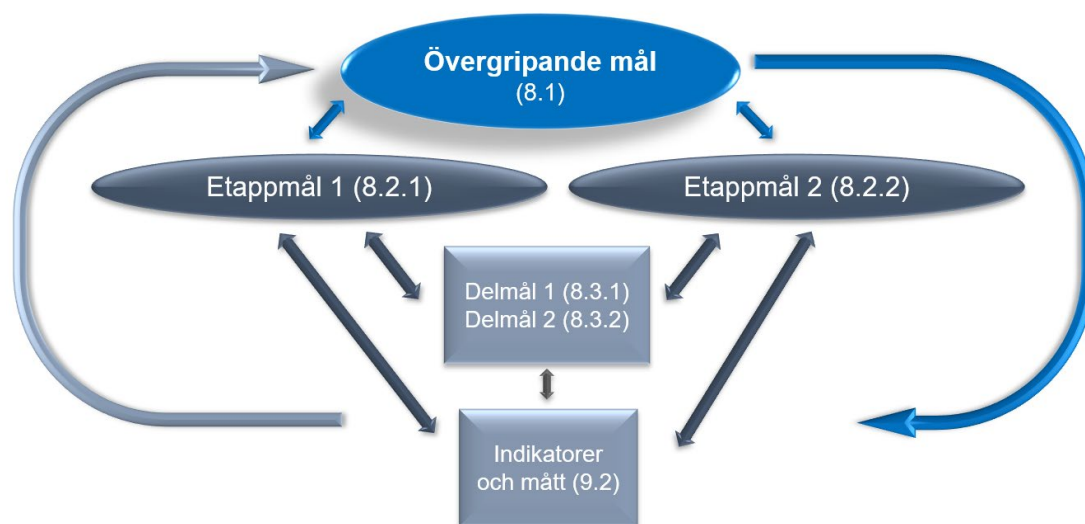 Övergripande mål
(8.1)
Etappmål 1 (8.2.1)
Etappmål 2 (8.2.2)
Delmål 1 (8.3.1)
Delmål 2 (8.3.2)
Indikatorer
och mått (9.2)